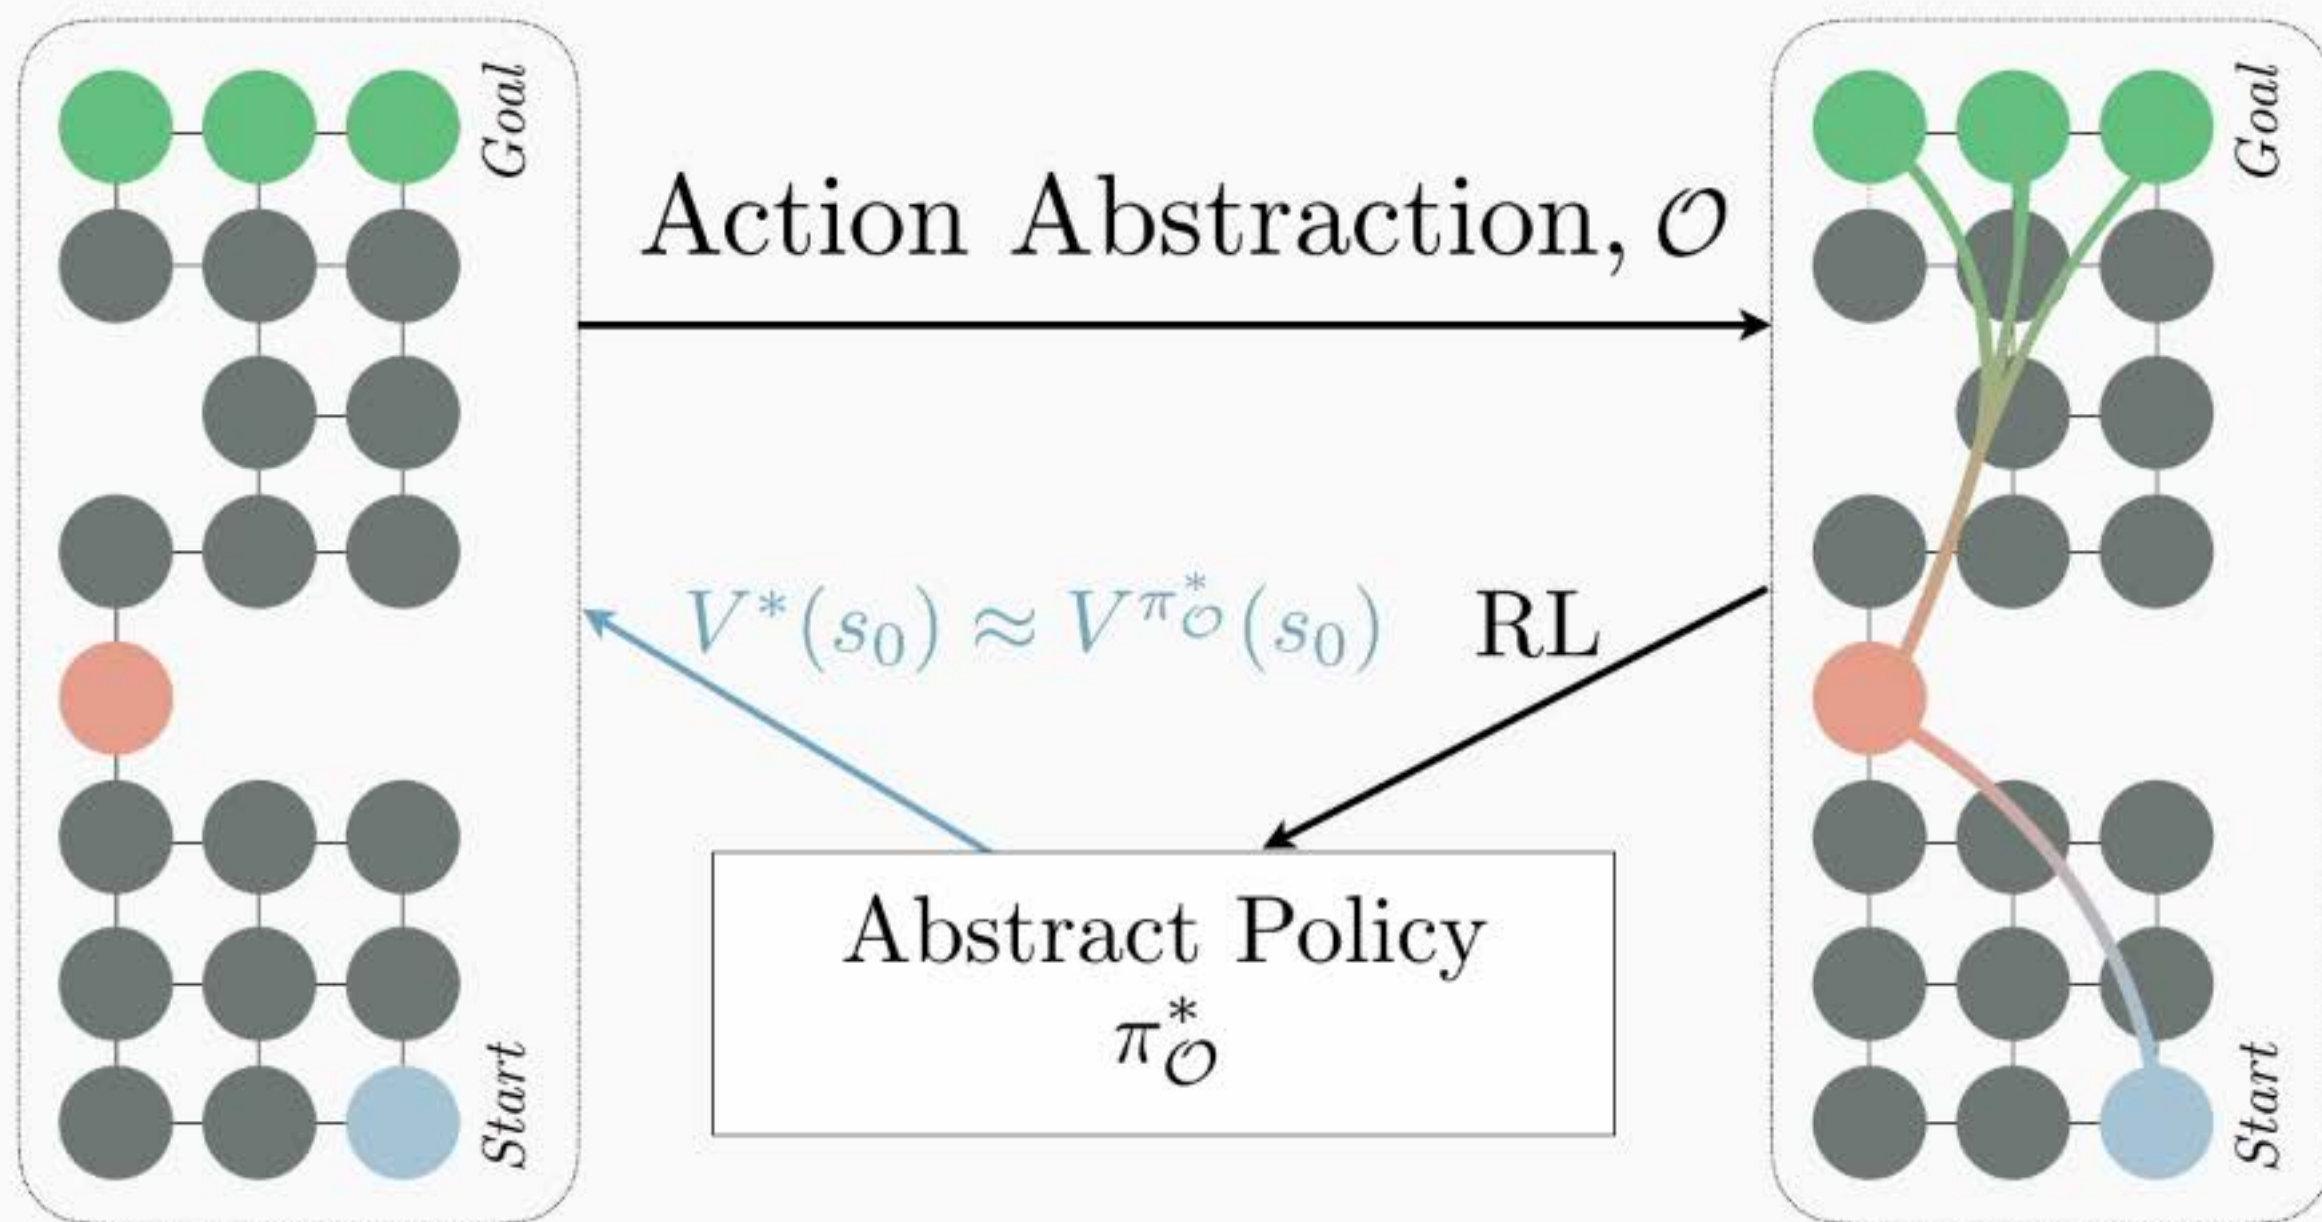 Goal
Start
Action Abstraction, 𝒪
V*(s₀) ≈ V^{π*_𝒪}(s₀)
RL
Abstract Policy
π*_𝒪
Goal
Start